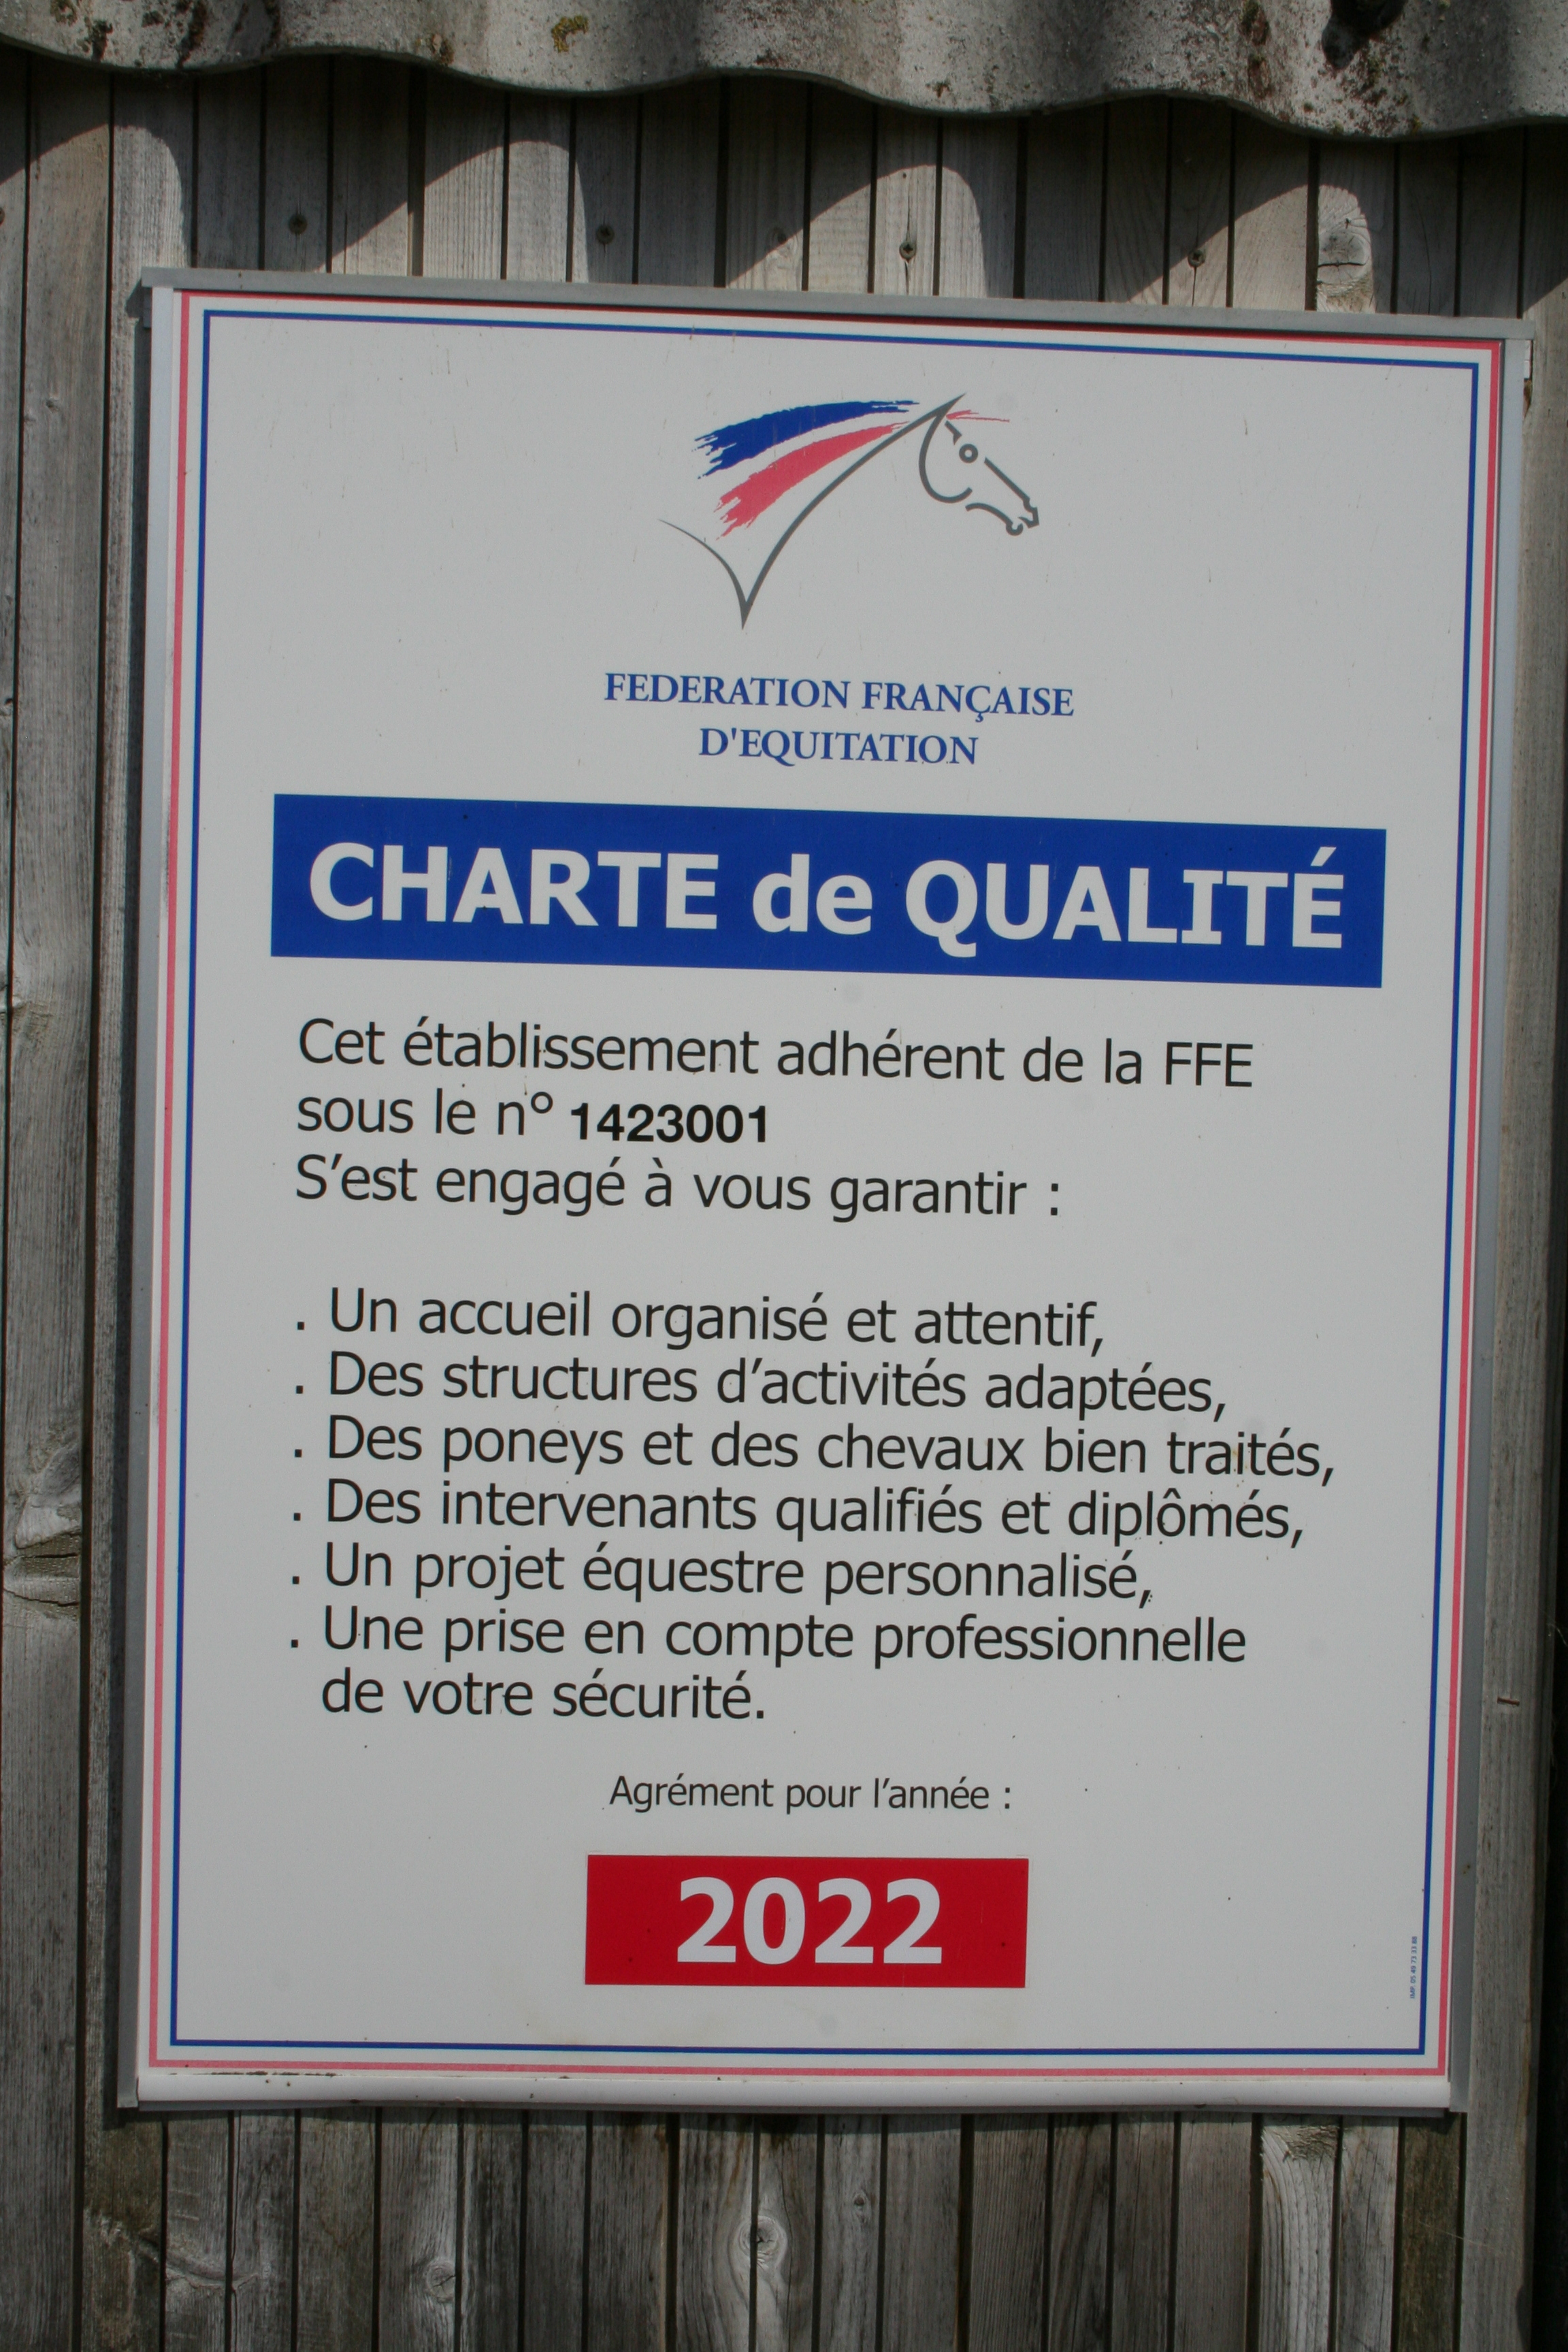 FEDERATION FRANÇAISE
D'EQUITATION
CHARTE de QUALITÉ
Cet établissement adhérent de la FFE
sous le n° 1423001
S’est engagé à vous garantir :
. Un accueil organisé et attentif,
. Des structures d’activités adaptées,
. Des poneys et des chevaux bien traités,
. Des intervenants qualifiés et diplômés,
. Un projet équestre personnalisé,
. Une prise en compte professionnelle
de votre sécurité.
Agrément pour l’année :
2022